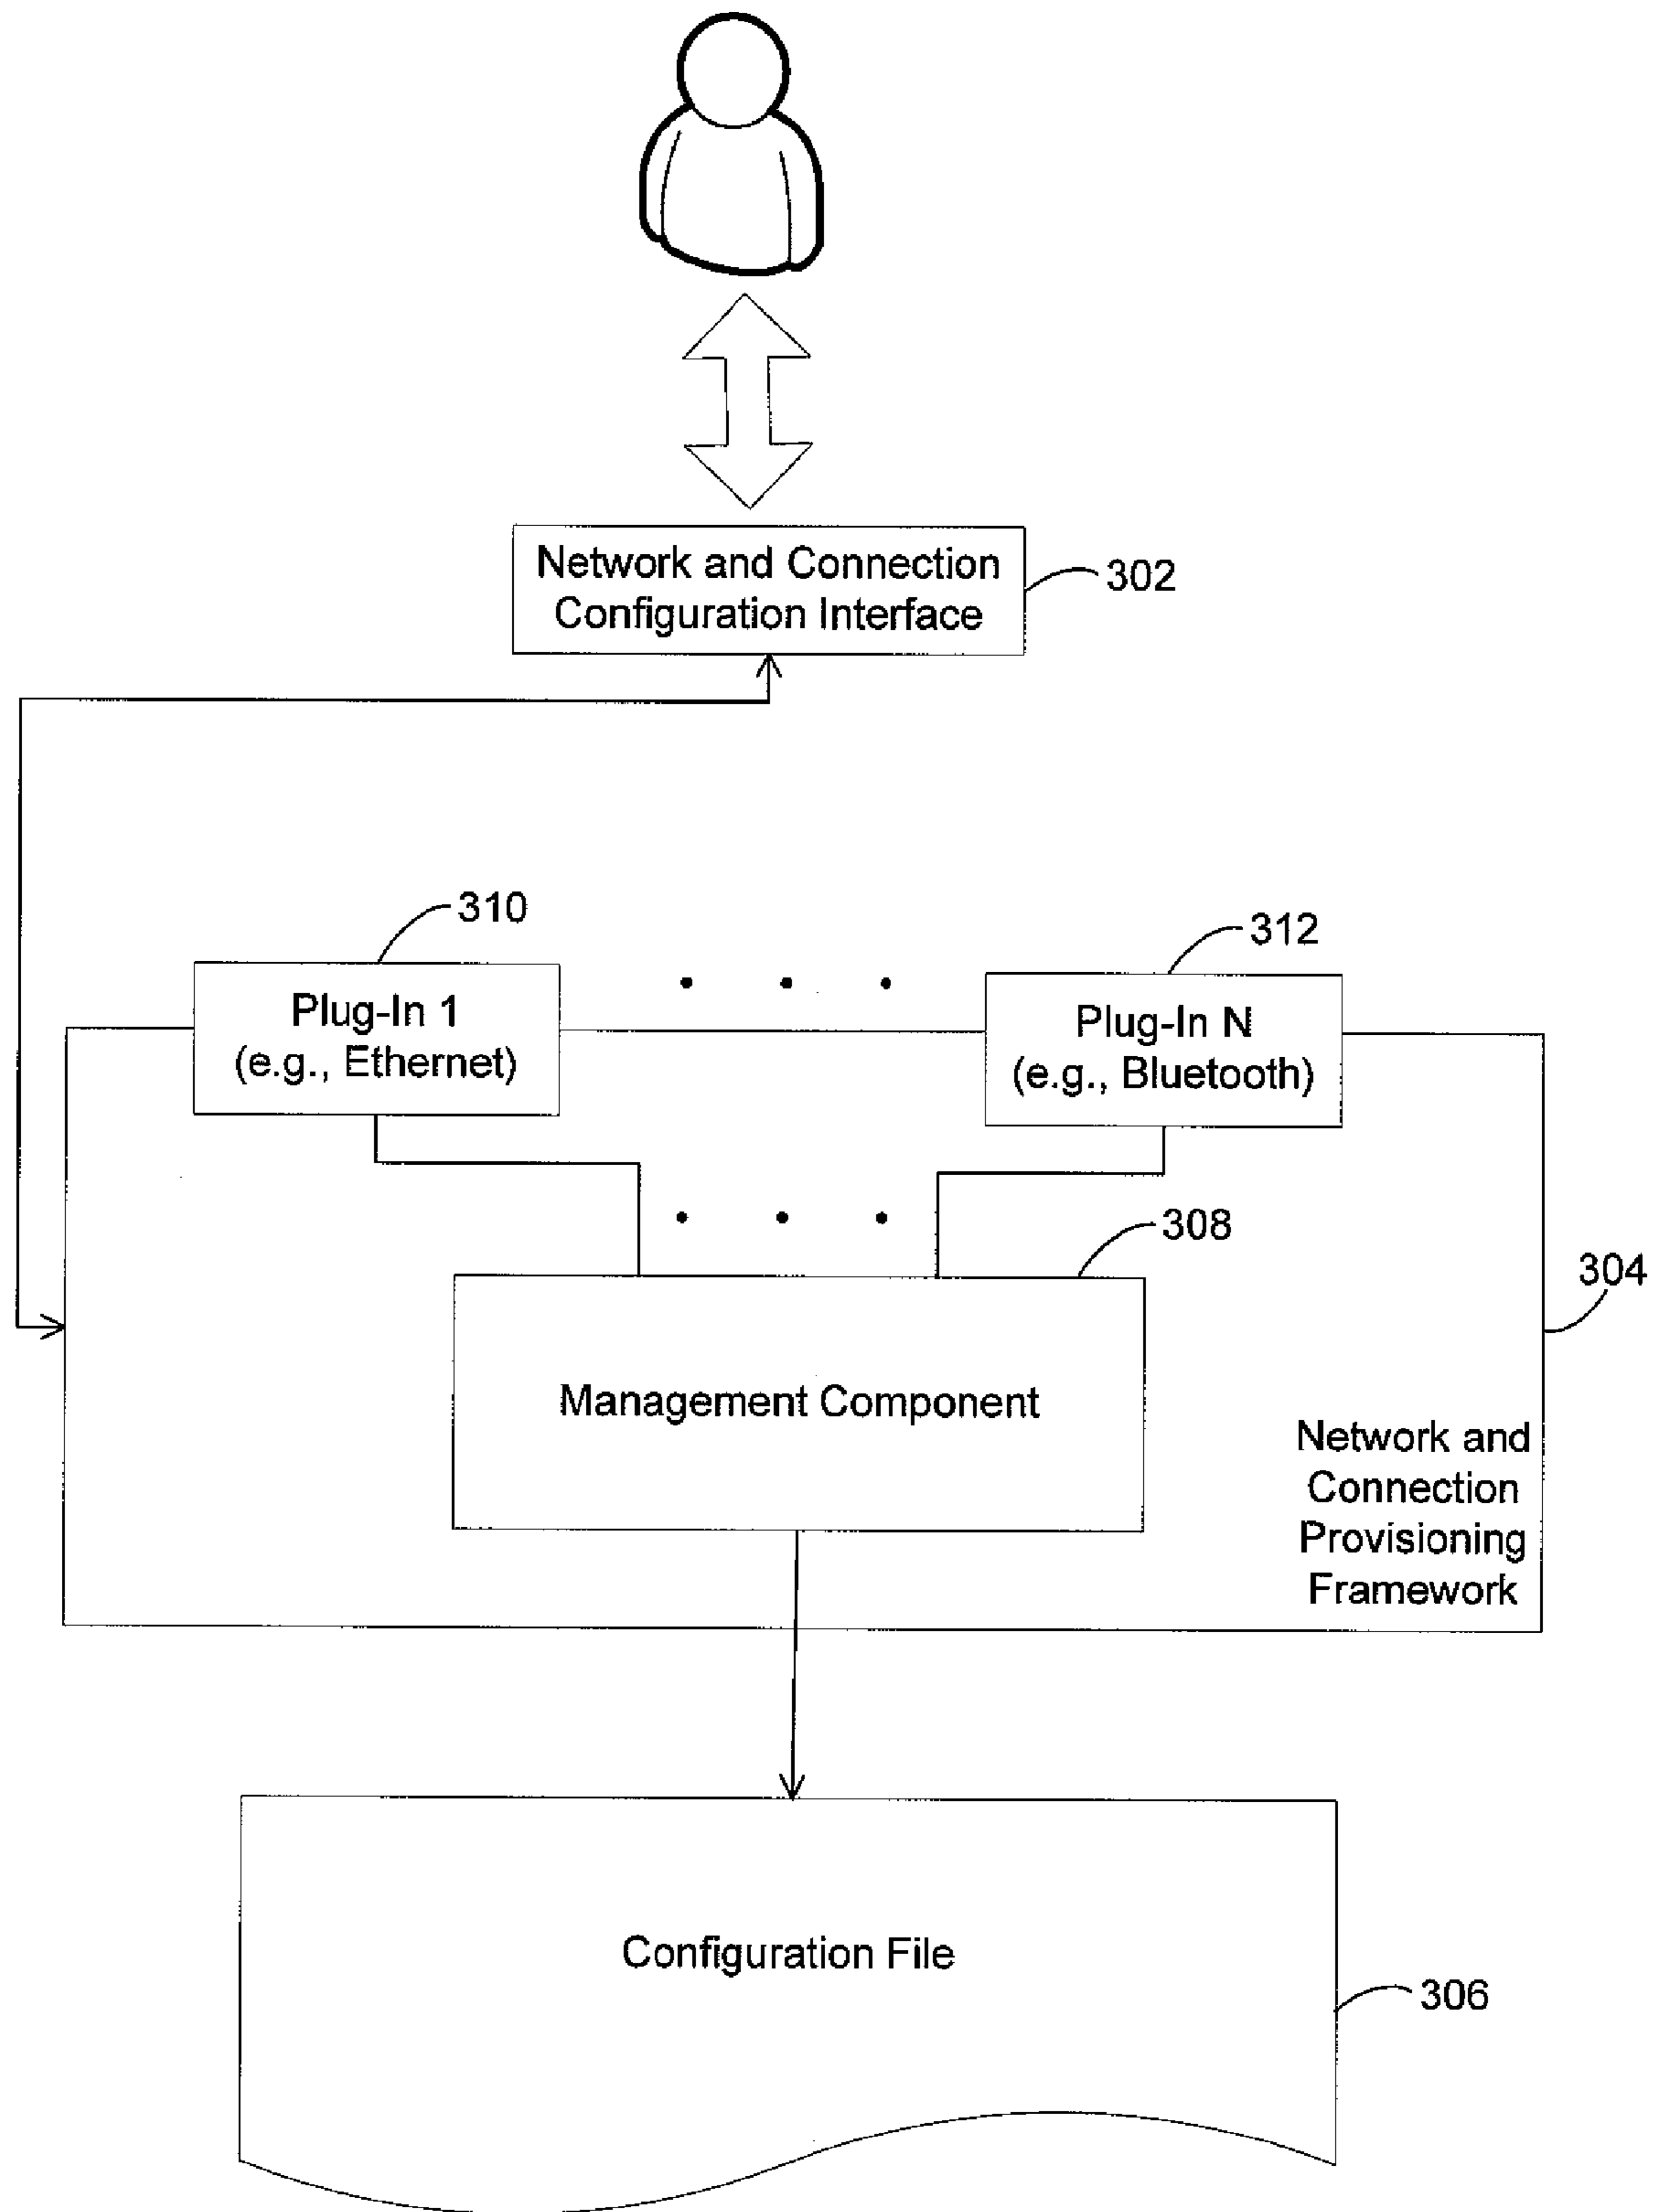 Network and Connection
Configuration Interface
302
310
312
Plug-In 1
(e.g., Ethernet)
Plug-In N
(e.g., Bluetooth)
308
304
Management Component
Network and
Connection
Provisioning
Framework
Configuration File
306